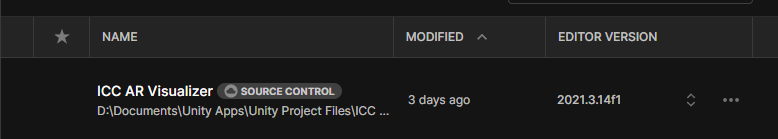 NAME MODIFIED EDITOR VERSION
ICC AR Visualizer SOURCE CONTROL
D:\Documents\Unity Apps\Unity Project Files\ICC ... 3 days ago 2021.3.14f1